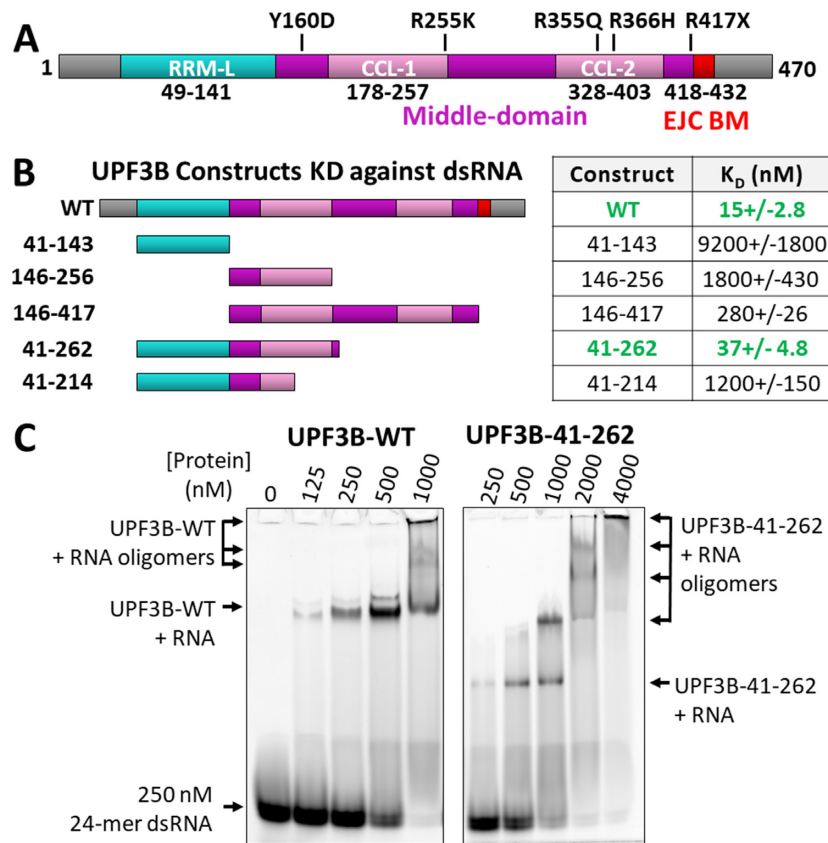 A
Y160D R255K R355Q R366H R417X
1 RRM-L CCL-1 CCL-2 470
49-141 178-257 328-403 418-432
Middle-domain EJC BM
B UPF3B Constructs KD against dsRNA
WT
41-143
146-256
146-417
41-262
41-214
Construct K_D (nM)
WT 15+/-2.8
41-143 9200+/-1800
146-256 1800+/-430
146-417 280+/-26
41-262 37+/- 4.8
41-214 1200+/-150
C UPF3B-WT UPF3B-41-262
[Protein]
(nM) 0 125 250 500 1000 250 500 1000 2000 4000
UPF3B-WT
+ RNA oligomers
UPF3B-WT
+ RNA
250 nM
24-mer dsRNA
UPF3B-41-262
+ RNA
oligomers
UPF3B-41-262
+ RNA